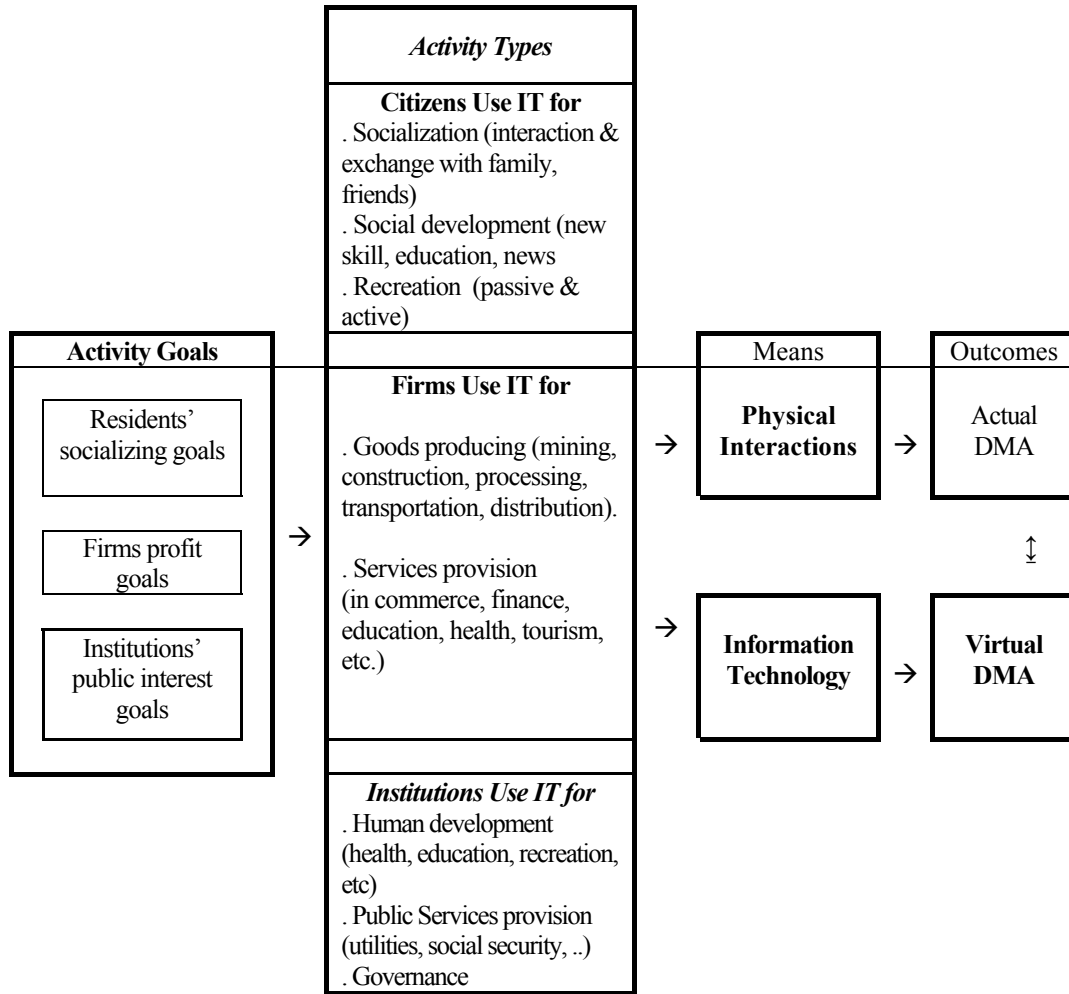 Activity Types
Citizens Use IT for
. Socialization (interaction &
exchange with family,
friends)
. Social development (new
skill, education, news
. Recreation  (passive &
active)
Activity Goals
Residents’
socializing goals
Firms profit
goals
Institutions’
public interest
goals
→
Firms Use IT for
. Goods producing (mining,
construction, processing,
transportation, distribution).
. Services provision
(in commerce, finance,
education, health, tourism,
etc.)
Institutions Use IT for
. Human development
(health, education, recreation,
etc)
. Public Services provision
(utilities, social security, ..)
. Governance
→
→
Means
Physical
Interactions
Information
Technology
→
→
Outcomes
Actual
DMA
↨
Virtual
DMA